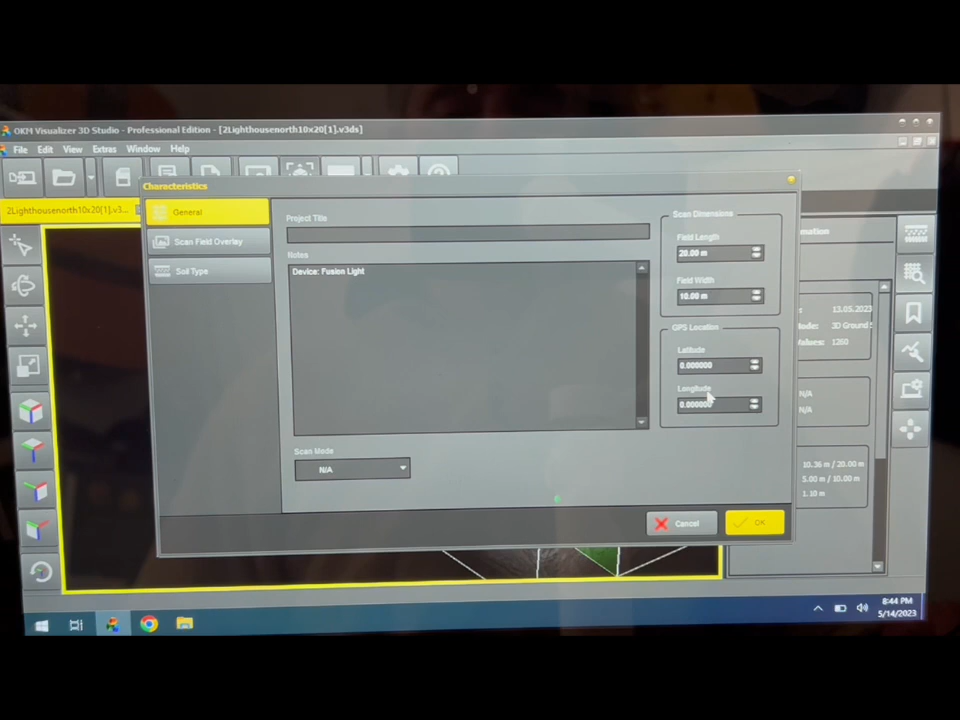 OKM Visualizer 3D Studio - Professional Edition - [2Lighthousenorth10x20[1].v3ds]
File Edit View Extras Window Help
Characteristics
2Lighthousenorth10x20[1].v3...
General
Scan Field Overlay
Soil Type
Project Title
Notes
Device: Fusion Light
Scan Mode
N/A
Scan Dimensions
Field Length
20.00 m
Field Width
10.00 m
GPS Location
Latitude
0.000000
Longitude
0.000000
Cancel
OK
mation
13.05.2023
Mode: 3D Ground
Values: 1260
N/A
N/A
10.36 m / 20.00 m
5.00 m / 10.00 m
1.10 m
8:44 PM
5/14/2023